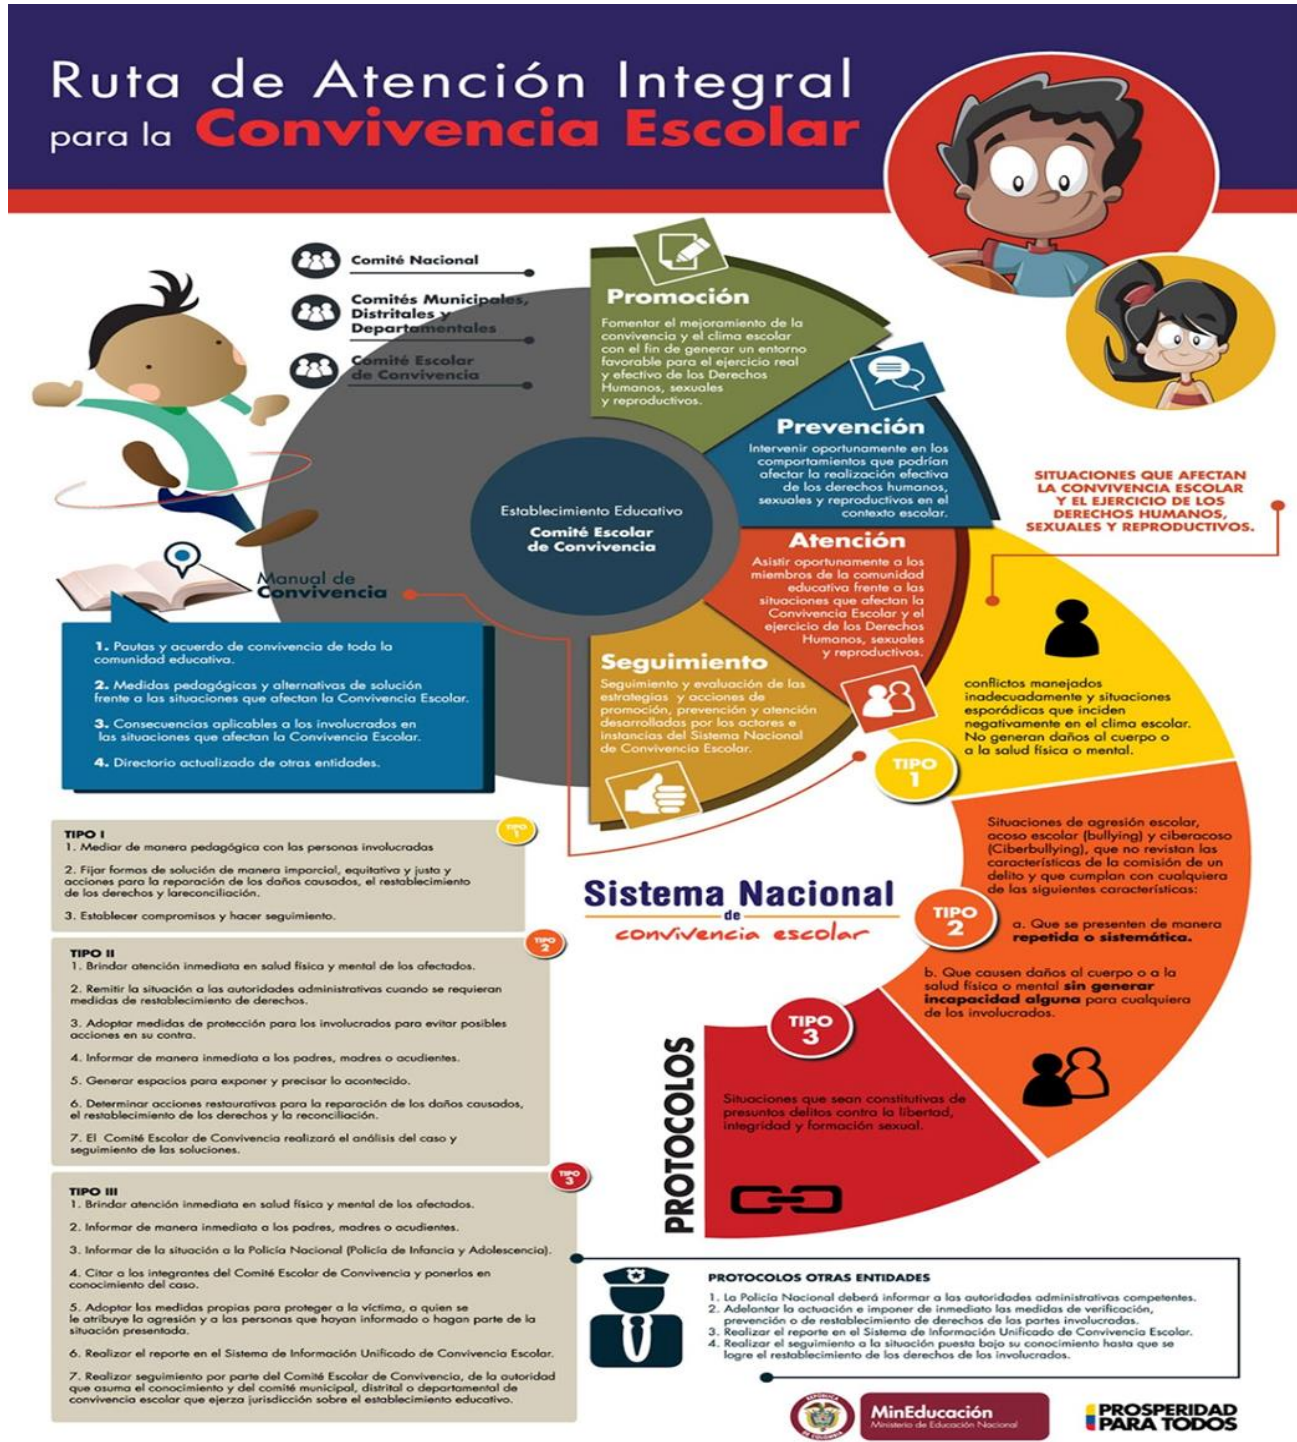 Ruta de Atención Integral
para la Convivencia Escolar
Comité Nacional
Comités Municipales,
Distritales y
Departamentales
Comité Escolar
de Convivencia
Promoción
Fomentar el mejoramiento de la
convivencia y el clima escolar
con el fin de generar un entorno
favorable para el ejercicio real
y efectivo de los Derechos
Humanos, sexuales
y reproductivos.
Prevención
Intervenir oportunamente en los
comportamientos que podrían
afectar la realización efectiva
de los derechos humanos,
sexuales y reproductivos en el
contexto escolar.
Establecimiento Educativo
Comité Escolar
de Convivencia
Atención
Asistir oportunamente a los
miembros de la comunidad
educativa frente a las
situaciones que afectan la
Convivencia Escolar y el
ejercicio de los Derechos
Humanos, sexuales
y reproductivos.
Seguimiento
Seguimiento y evaluación de las
estrategias y acciones de
promoción, prevención y atención
desarrolladas por los actores e
instancias del Sistema Nacional
de Convivencia Escolar.
SITUACIONES QUE AFECTAN
LA CONVIVENCIA ESCOLAR
Y EL EJERCICIO DE LOS
DERECHOS HUMANOS,
SEXUALES Y REPRODUCTIVOS.
Manual de
Convivencia
1. Pautas y acuerdo de convivencia de toda la
comunidad educativa.
2. Medidas pedagógicas y alternativas de solución
frente a las situaciones que afectan la Convivencia Escolar.
3. Consecuencias aplicables a los involucrados en
las situaciones que afectan la Convivencia Escolar.
4. Directorio actualizado de otras entidades.
TIPO
1
conflictos manejados
inadecuadamente y situaciones
esporádicas que inciden
negativamente en el clima escolar.
No generan daños al cuerpo o
a la salud física o mental.
TIPO
2
Situaciones de agresión escolar,
acoso escolar (bullying) y ciberacoso
(Ciberbullying), que no revistan las
características de la comisión de un
delito y que cumplan con cualquiera
de las siguientes características:
a. Que se presenten de manera
repetida o sistemática.
b. Que causen daños al cuerpo o a la
salud física o mental sin generar
incapacidad alguna para cualquiera
de los involucrados.
TIPO
3
Situaciones que sean constitutivas de
presuntos delitos contra la libertad,
integridad y formación sexual.
PROTOCOLOS
Sistema Nacional
de
convivencia escolar
TIPO
1
TIPO I
1. Mediar de manera pedagógica con las personas involucradas
2. Fijar formas de solución de manera imparcial, equitativa y justa y
acciones para la reparación de los daños causados, el restablecimiento
de los derechos y lareconciliación.
3. Establecer compromisos y hacer seguimiento.
TIPO
2
TIPO II
1. Brindar atención inmediata en salud física y mental de los afectados.
2. Remitir la situación a las autoridades administrativas cuando se requieran
medidas de restablecimiento de derechos.
3. Adoptar medidas de protección para los involucrados para evitar posibles
acciones en su contra.
4. Informar de manera inmediata a los padres, madres o acudientes.
5. Generar espacios para exponer y precisar lo acontecido.
6. Determinar acciones restaurativas para la reparación de los daños causados,
el restablecimiento de los derechos y la reconciliación.
7. El Comité Escolar de Convivencia realizará el análisis del caso y
seguimiento de las soluciones.
TIPO
3
TIPO III
1. Brindar atención inmediata en salud física y mental de los afectados.
2. Informar de manera inmediata a los padres, madres o acudientes.
3. Informar de la situación a la Policía Nacional (Policía de Infancia y Adolescencia).
4. Citar a los integrantes del Comité Escolar de Convivencia y ponerlos en
conocimiento del caso.
5. Adoptar las medidas propias para proteger a la víctima, a quien se
le atribuye la agresión y a las personas que hayan informado o hagan parte de la
situación presentada.
6. Realizar el reporte en el Sistema de Información Unificado de Convivencia Escolar.
7. Realizar seguimiento por parte del Comité Escolar de Convivencia, de la autoridad
que asuma el conocimiento y del comité municipal, distrital o departamental de
convivencia escolar que ejerza jurisdicción sobre el establecimiento educativo.
PROTOCOLOS OTRAS ENTIDADES
1. La Policía Nacional deberá informar a las autoridades administrativas competentes.
2. Adelantar la actuación e imponer de inmediato las medidas de verificación,
prevención o de restablecimiento de derechos de las partes involucradas.
3. Realizar el reporte en el Sistema de Información Unificado de Convivencia Escolar.
4. Realizar el seguimiento a la situación puesta bajo su conocimiento hasta que se
logre el restablecimiento de los derechos de los involucrados.
REPÚBLICA
DE COLOMBIA
MinEducación
Ministerio de Educación Nacional
PROSPERIDAD
PARA TODOS